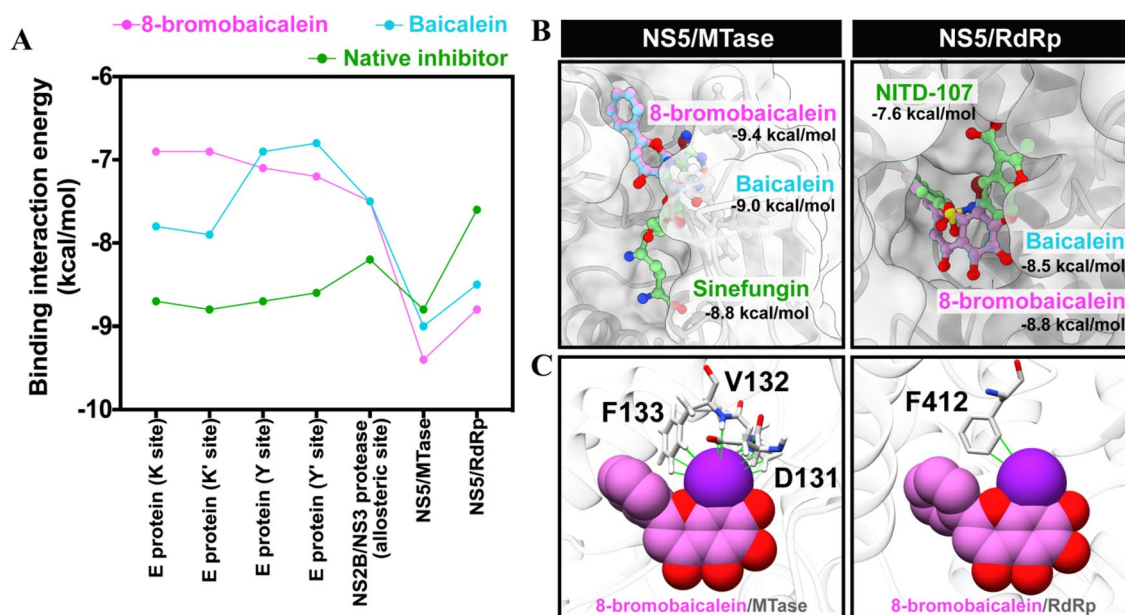 A
8-bromobaicalein
Baicalein
Native inhibitor
Binding interaction energy
(kcal/mol)
-6
-7
-8
-9
-10
E protein (K site)
E protein (K' site)
E protein (Y site)
E protein (Y' site)
NS2B/NS3 protease
(allosteric site)
NS5/MTase
NS5/RdRp
B
NS5/MTase
8-bromobaicalein
-9.4 kcal/mol
Baicalein
-9.0 kcal/mol
Sinefungin
-8.8 kcal/mol
NS5/RdRp
NITD-107
-7.6 kcal/mol
Baicalein
-8.5 kcal/mol
8-bromobaicalein
-8.8 kcal/mol
C
V132
F133
D131
8-bromobaicalein/MTase
F412
8-bromobaicalein/RdRp